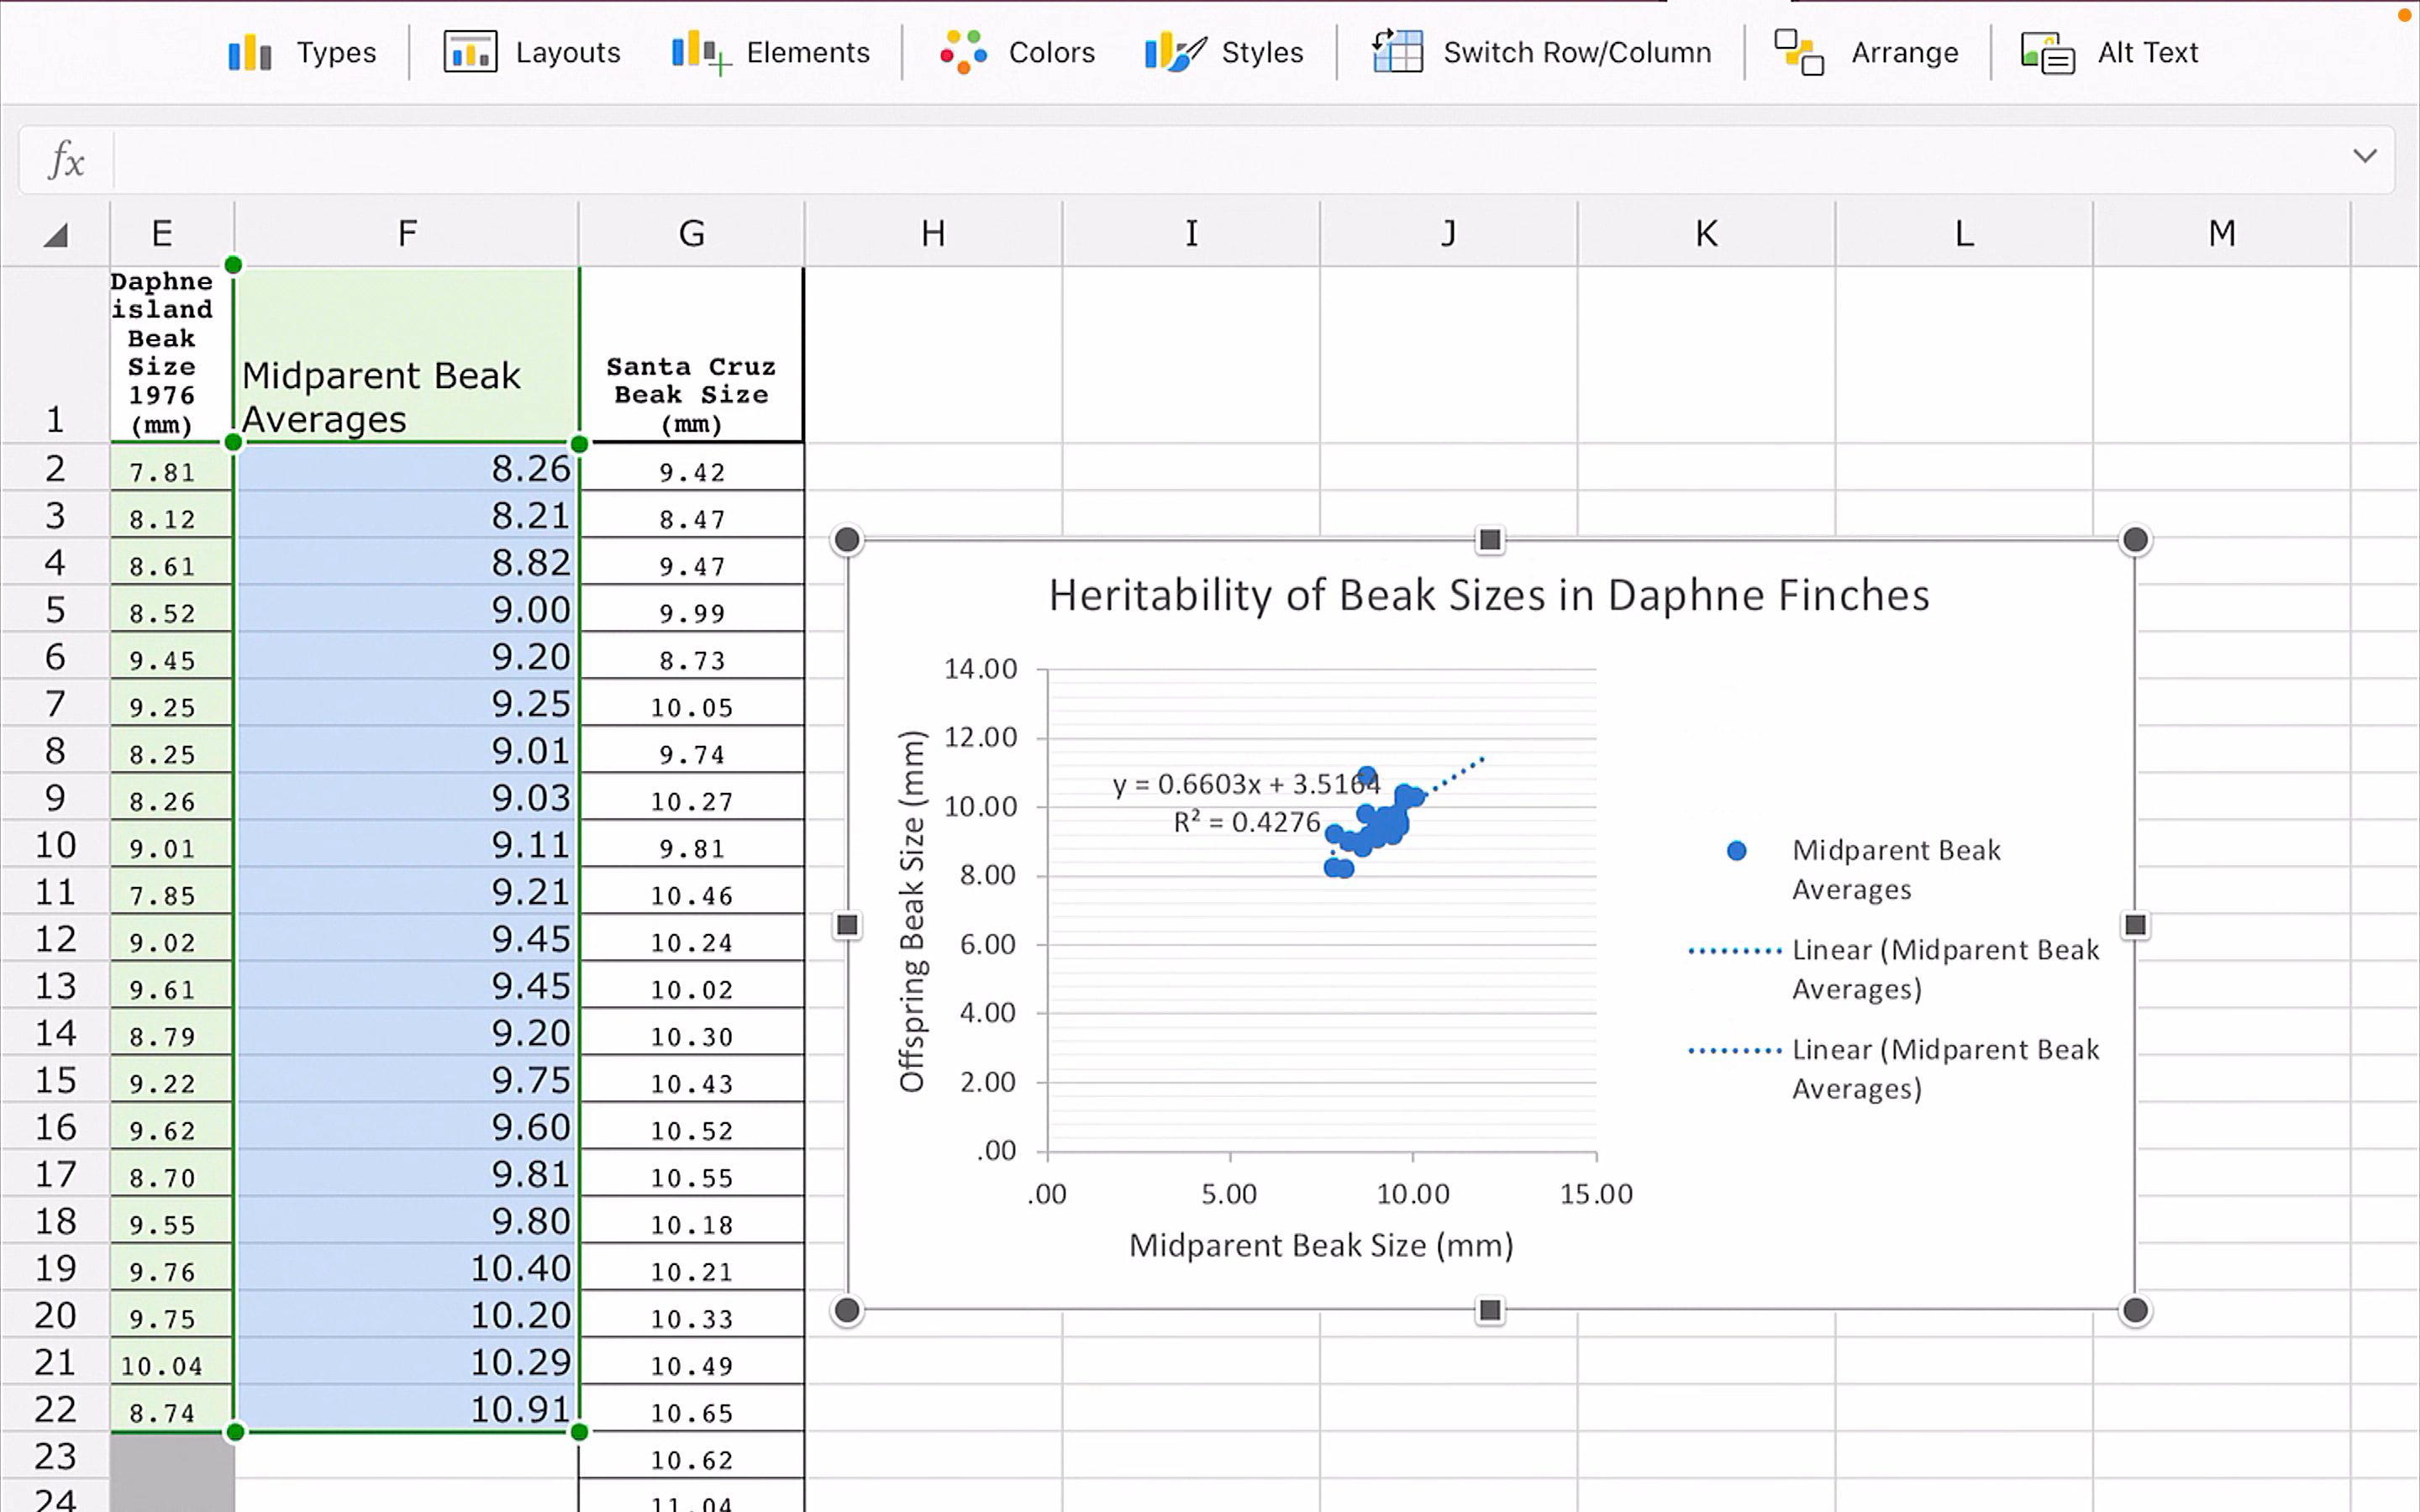 Types Layouts Elements Colors Styles Switch Row/Column Arrange Alt Text
fx
E F G H I J K L M
Daphne
island
Beak
Size
1976
(mm)
Midparent Beak
Averages
Santa Cruz
Beak Size
(mm)
1
2 7.81 8.26 9.42
3 8.12 8.21 8.47
4 8.61 8.82 9.47
5 8.52 9.00 9.99
6 9.45 9.20 8.73
7 9.25 9.25 10.05
8 8.25 9.01 9.74
9 8.26 9.03 10.27
10 9.01 9.11 9.81
11 7.85 9.21 10.46
12 9.02 9.45 10.24
13 9.61 9.45 10.02
14 8.79 9.20 10.30
15 9.22 9.75 10.43
16 9.62 9.60 10.52
17 8.70 9.81 10.55
18 9.55 9.80 10.18
19 9.76 10.40 10.21
20 9.75 10.20 10.33
21 10.04 10.29 10.49
22 8.74 10.91 10.65
23 10.62
24 11.04
Heritability of Beak Sizes in Daphne Finches
Offspring Beak Size (mm)
14.00
12.00
10.00
8.00
6.00
4.00
2.00
.00
y = 0.6603x + 3.5164
R² = 0.4276
.00 5.00 10.00 15.00
Midparent Beak Size (mm)
Midparent Beak
Averages
Linear (Midparent Beak
Averages)
Linear (Midparent Beak
Averages)